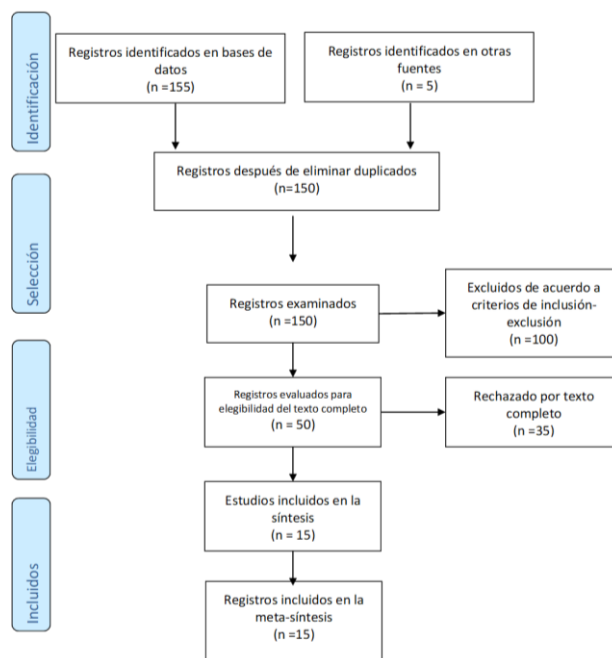 Identificación
Registros identificados en bases de
datos
(n =155)
Registros identificados en otras
fuentes
(n = 5)
Registros después de eliminar duplicados
(n=150)
Selección
Registros examinados
(n =150)
Excluidos de acuerdo a
criterios de inclusión-
exclusión
(n =100)
Elegibilidad
Registros evaluados para
elegibilidad del texto completo
(n = 50)
Rechazado por texto
completo
(n =35)
Incluidos
Estudios incluidos en la
síntesis
(n = 15)
Registros incluidos en la
meta-síntesis
(n =15)